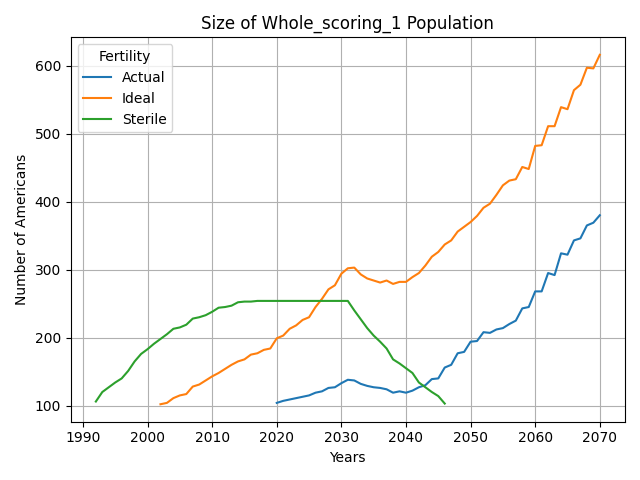 Size of Whole_scoring_1 Population
Fertility
Actual
Ideal
Sterile
Number of Americans
600
500
400
300
200
100
1990 2000 2010 2020 2030 2040 2050 2060 2070
Years